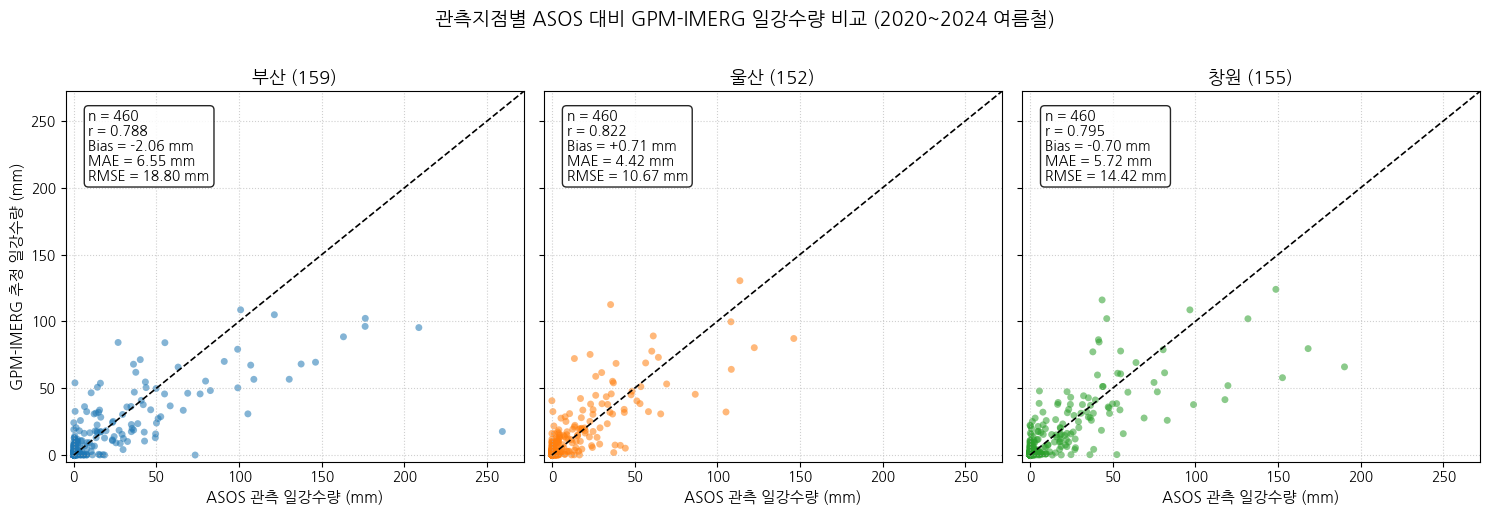 관측지점별 ASOS 대비 GPM-IMERG 일강수량 비교 (2020~2024 여름철)
부산 (159)
n = 460
r = 0.788
Bias = -2.06 mm
MAE = 6.55 mm
RMSE = 18.80 mm
GPM-IMERG 추정 일강수량 (mm)
250
200
150
100
50
0
0 50 100 150 200 250
ASOS 관측 일강수량 (mm)
울산 (152)
n = 460
r = 0.822
Bias = +0.71 mm
MAE = 4.42 mm
RMSE = 10.67 mm
0 50 100 150 200 250
ASOS 관측 일강수량 (mm)
창원 (155)
n = 460
r = 0.795
Bias = -0.70 mm
MAE = 5.72 mm
RMSE = 14.42 mm
0 50 100 150 200 250
ASOS 관측 일강수량 (mm)